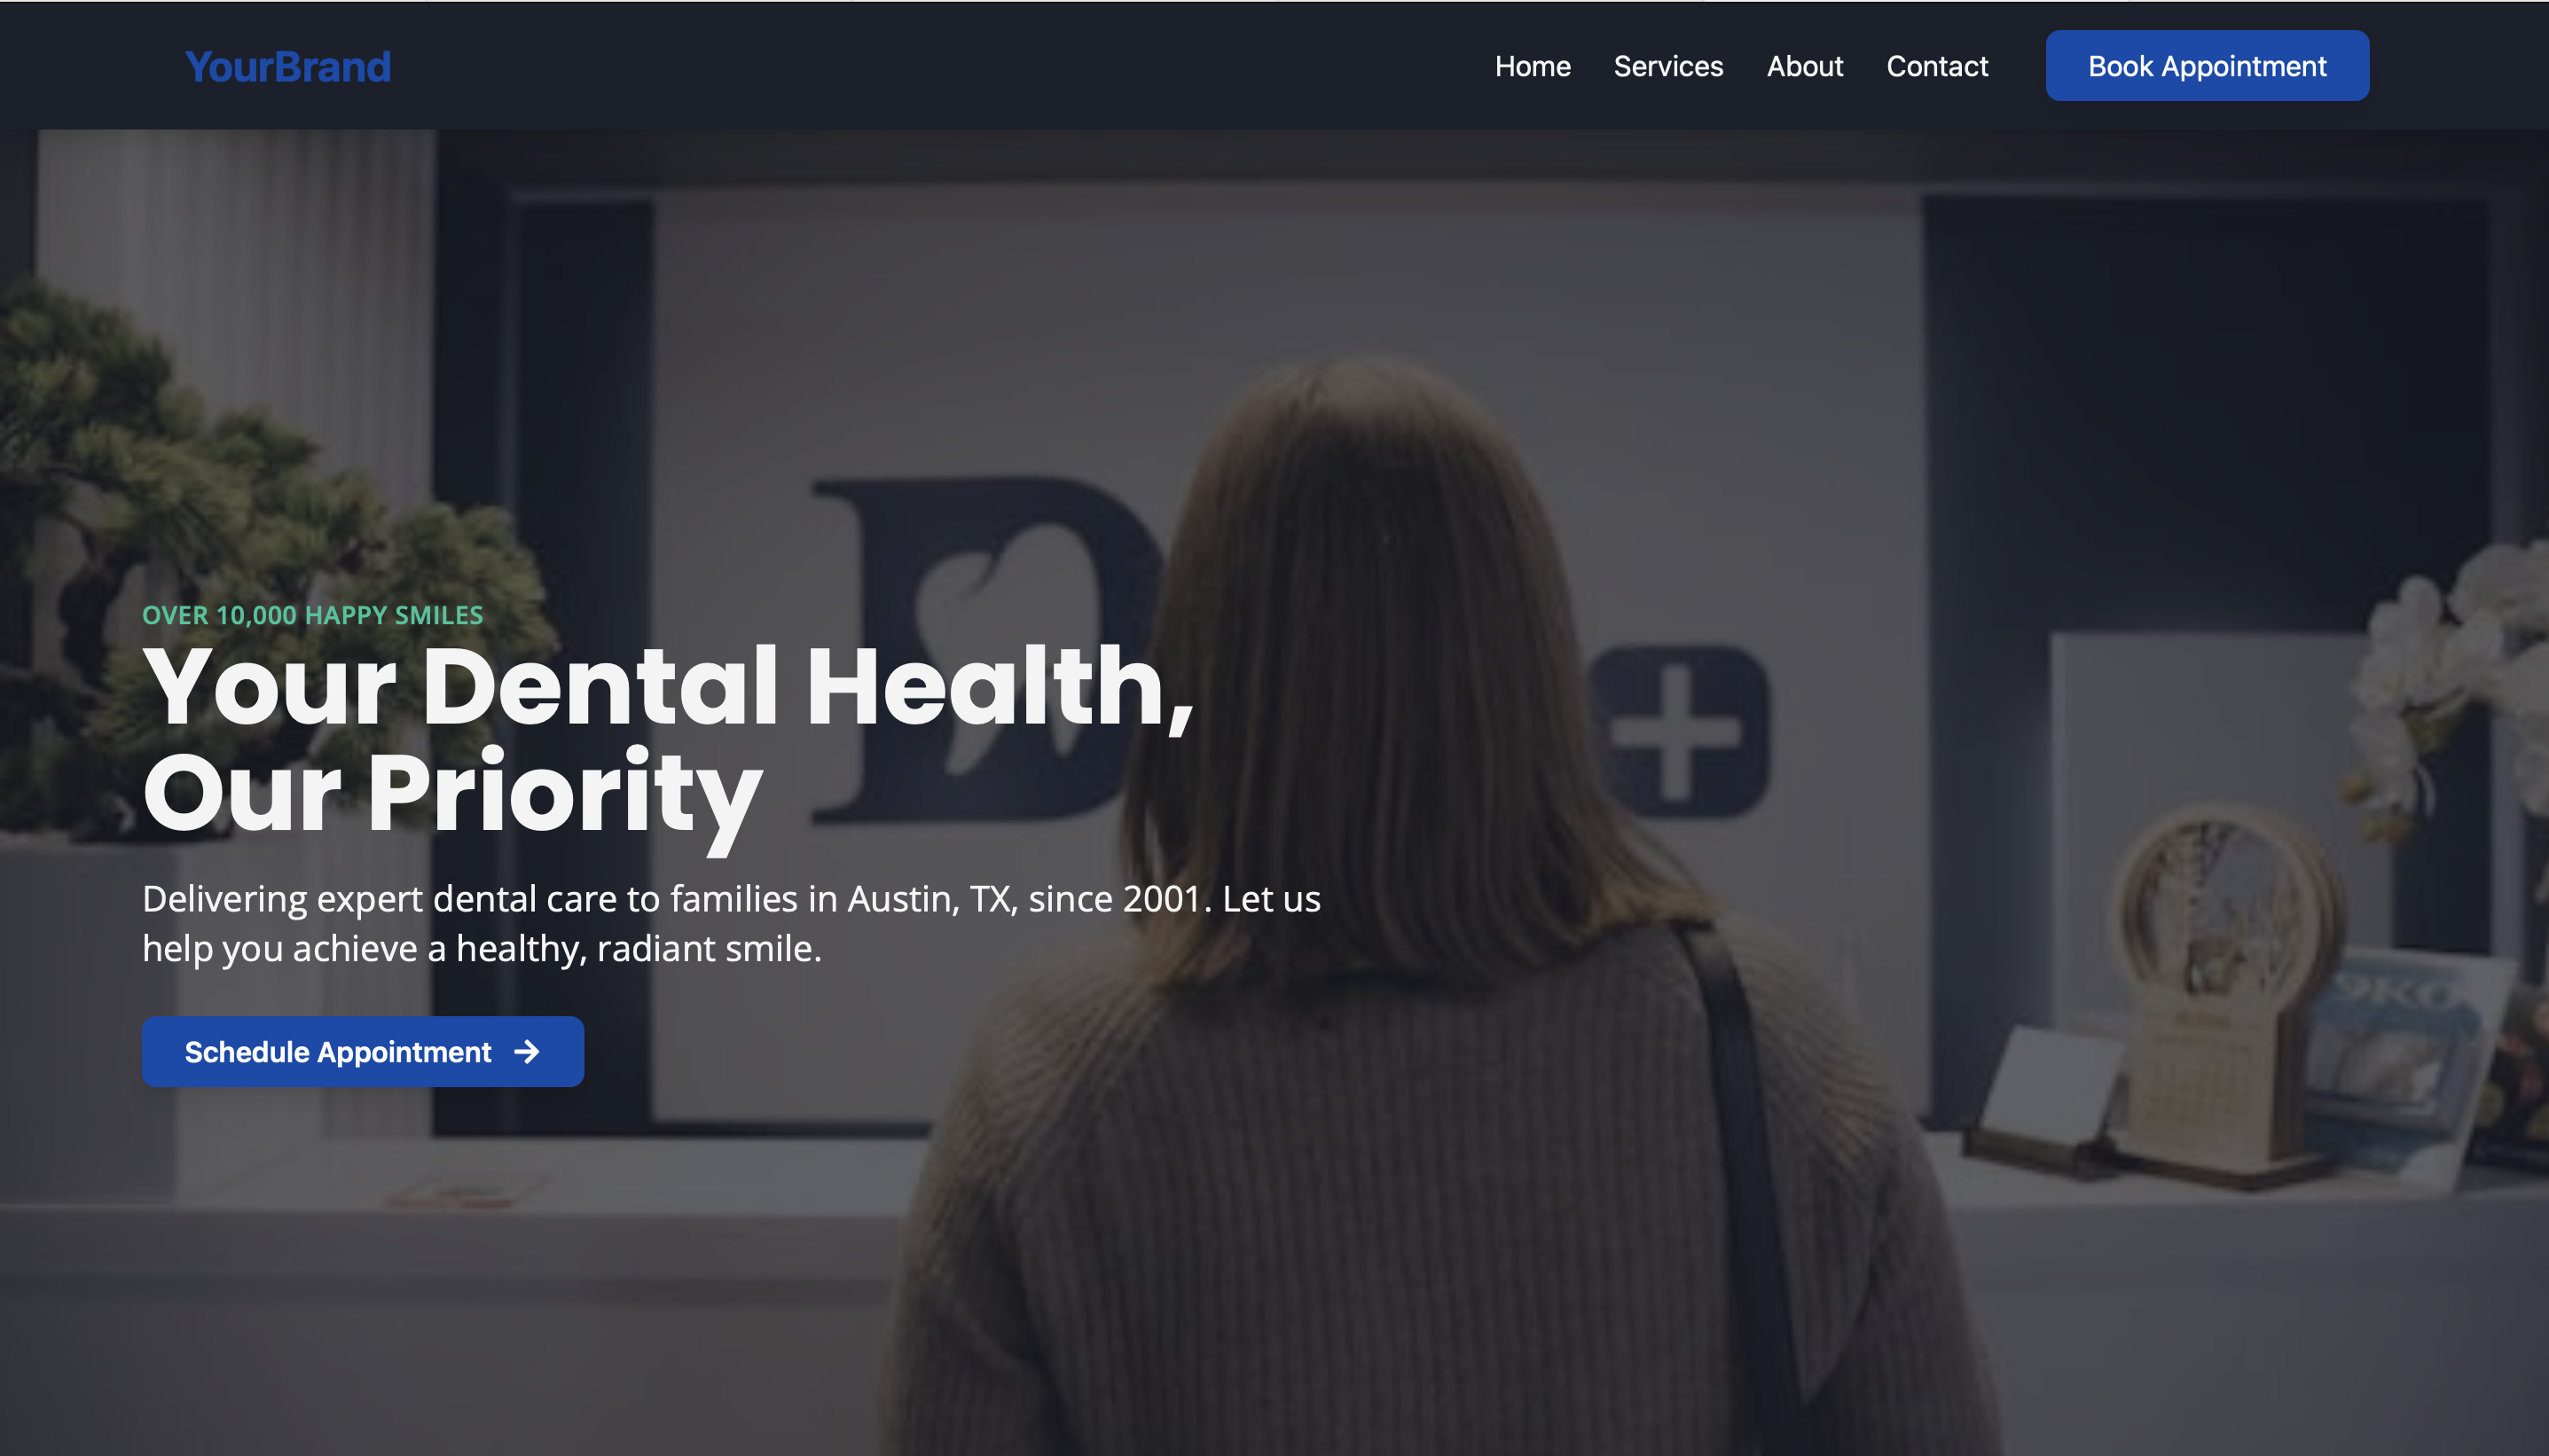 YourBrand
Home
Services
About
Contact
Book Appointment
OVER 10,000 HAPPY SMILES
Your Dental Health,
Our Priority
Delivering expert dental care to families in Austin, TX, since 2001. Let us
help you achieve a healthy, radiant smile.
Schedule Appointment